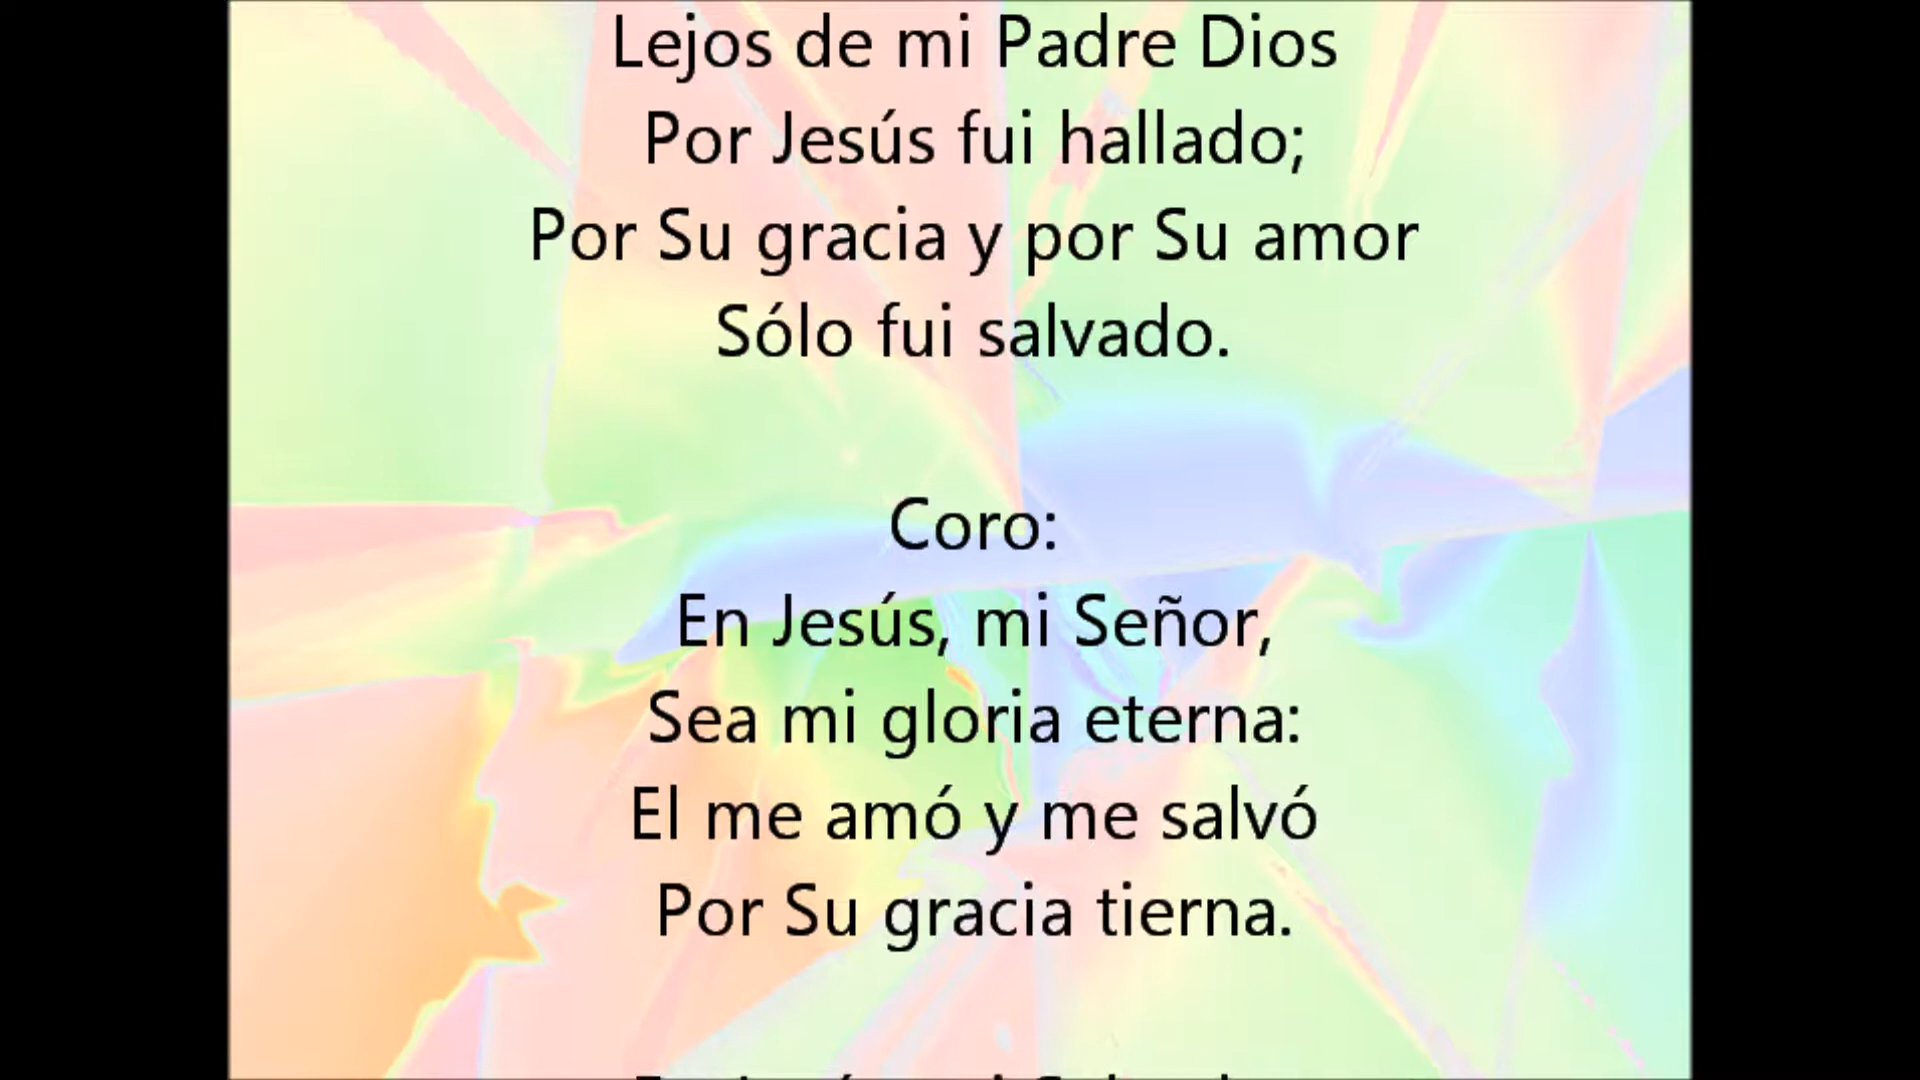 Lejos de mi Padre Dios
Por Jesús fui hallado;
Por Su gracia y por Su amor
Sólo fui salvado.
Coro:
En Jesús, mi Señor,
Sea mi gloria eterna:
El me amó y me salvó
Por Su gracia tierna.